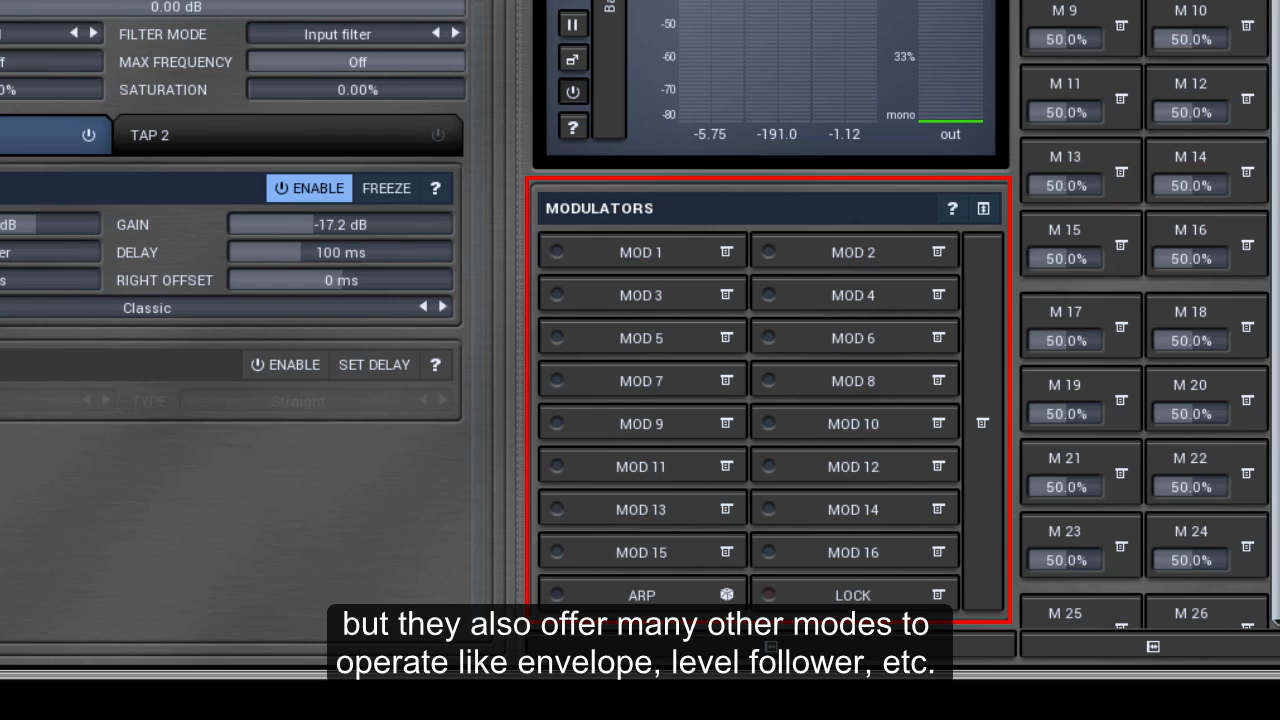 0.00 dB
FILTER MODE Input filter
MAX FREQUENCY Off
0% SATURATION 0.00%
TAP 2
ENABLE FREEZE ?
dB GAIN -17.2 dB
er DELAY 100 ms
s RIGHT OFFSET 0 ms
Classic
ENABLE SET DELAY ?
TYPE Straight
-50
-60 33%
-70
-80 mono
-5.75 -191.0 -1.12 out
?
MODULATORS ?
MOD 1 MOD 2
MOD 3 MOD 4
MOD 5 MOD 6
MOD 7 MOD 8
MOD 9 MOD 10
MOD 11 MOD 12
MOD 13 MOD 14
MOD 15 MOD 16
ARP LOCK
M 9 M 10
50.0% 50.0%
M 11 M 12
50.0% 50.0%
M 13 M 14
50.0% 50.0%
M 15 M 16
50.0% 50.0%
M 17 M 18
50.0% 50.0%
M 19 M 20
50.0% 50.0%
M 21 M 22
50.0% 50.0%
M 23 M 24
50.0% 50.0%
M 25 M 26
but they also offer many other modes to
operate like envelope, level follower, etc.